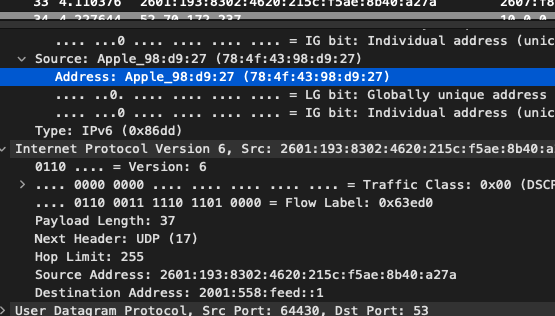 33 4.110376 2601:193:8302:4620:215c:f5ae:8b40:a27a 2607:f8
34 4.227644 52.70.172.237 10.0.0
.... ...0 .... .... .... .... = IG bit: Individual address (unic
Source: Apple_98:d9:27 (78:4f:43:98:d9:27)
Address: Apple_98:d9:27 (78:4f:43:98:d9:27)
.... ..0. .... .... .... .... = LG bit: Globally unique address
.... ...0 .... .... .... .... = IG bit: Individual address (unic
Type: IPv6 (0x86dd)
Internet Protocol Version 6, Src: 2601:193:8302:4620:215c:f5ae:8b40:a
0110 .... = Version: 6
.... 0000 0000 .... .... .... .... .... = Traffic Class: 0x00 (DSCP
.... 0110 0011 1110 1101 0000 = Flow Label: 0x63ed0
Payload Length: 37
Next Header: UDP (17)
Hop Limit: 255
Source Address: 2601:193:8302:4620:215c:f5ae:8b40:a27a
Destination Address: 2001:558:feed::1
User Datagram Protocol, Src Port: 64430, Dst Port: 53